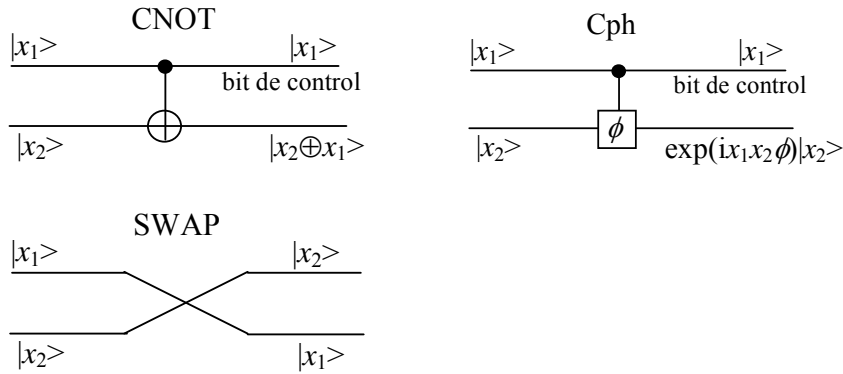 CNOT
|x₁>
|x₁>
bit de control
|x₂>
|x₂⊕x₁>
Cph
|x₁>
|x₁>
bit de control
ϕ
|x₂>
exp(ix₁x₂ϕ)|x₂>
SWAP
|x₁>
|x₂>
|x₂>
|x₁>